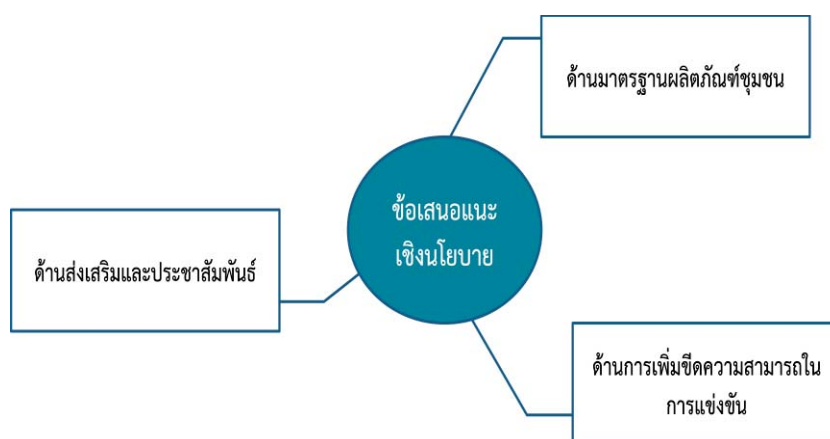 ด้านมาตรฐานผลิตภัณฑ์ชุมชน
ข้อเสนอแนะ
เชิงนโยบาย
ด้านส่งเสริมและประชาสัมพันธ์
ด้านการเพิ่มขีดความสามารถใน
การแข่งขัน